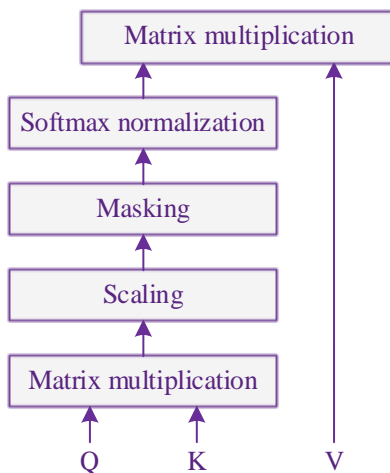 Matrix multiplication
Softmax normalization
Masking
Scaling
Matrix multiplication
Q K V